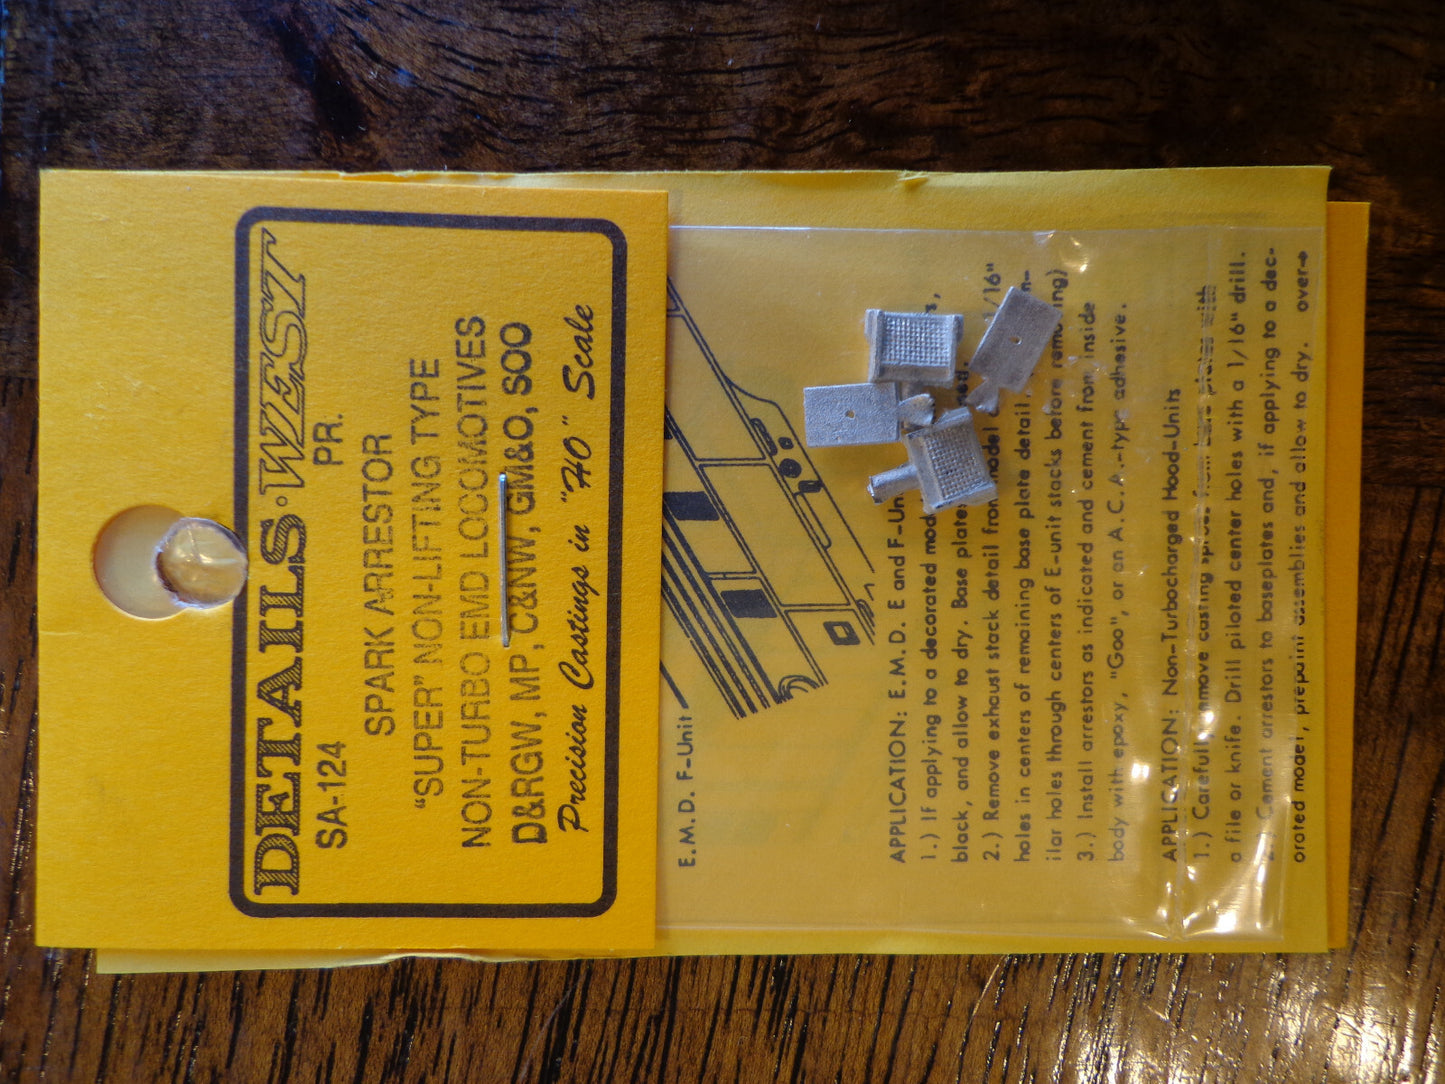 DETAILS·WEST
SA-124 PR.
SPARK ARRESTOR
“SUPER” NON-LIFTING TYPE
NON-TURBO EMD LOCOMOTIVES
D&RGW, MP, C&NW, GM&O, SOO
Precision Castings in "HO" Scale
E.M.D. F-Unit
APPLICATION: E.M.D. E and F-Un
1.) If applying to a decorated mod
black, and allow to dry. Base plates
2.) Remove exhaust stack detail from model 1/16"
holes in centers of remaining base plate detail
ilar holes through centers of E-unit stacks before
3.) Install arrestors as indicated and cement from inside
body with epoxy, "Goo", or an A.C.A.-type adhesive.
APPLICATION: Non-Turbocharged Hood-Units
1.) Carefully remove casting sprues from base plates with
a file or knife. Drill piloted center holes with a 1/16" drill.
2.) Cement arrestors to baseplates and, if applying to a dec-
orated model, prepaint assemblies and allow to dry. over→